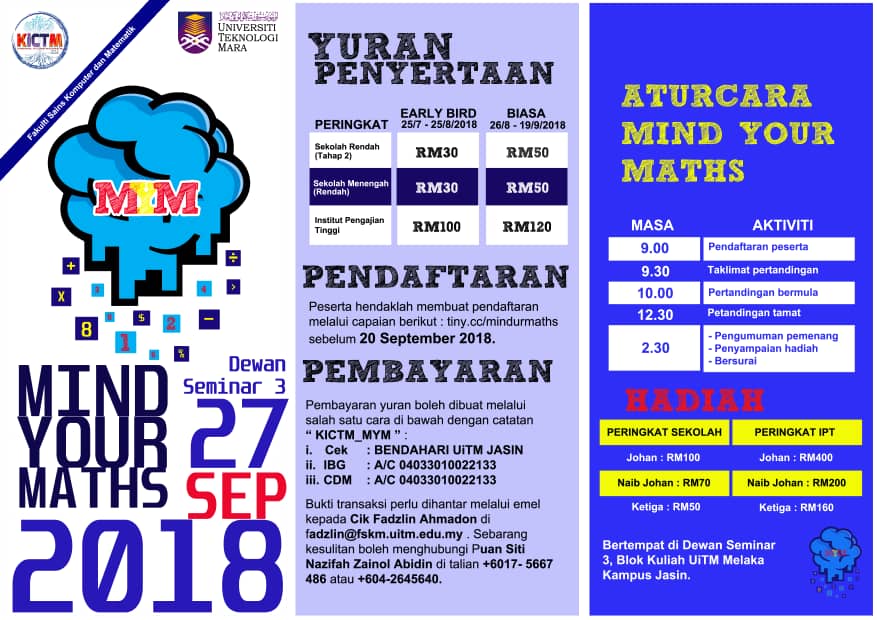 KICTM
UNIVERSITI
TEKNOLOGI
MARA
Fakulti Sains Komputer dan Matematik
MYM
+
÷
x
3
4
>
6
$
8
2
-
1
%
Dewan
Seminar 3
MIND
YOUR
MATHS
27
SEP
2018
YURAN
PENYERTAAN
PERINGKAT EARLY BIRD 25/7 - 25/8/2018 BIASA 26/8 - 19/9/2018
Sekolah Rendah (Tahap 2) RM30 RM50
Sekolah Menengah (Rendah) RM30 RM50
Institut Pengajian Tinggi RM100 RM120
PENDAFTARAN
Peserta hendaklah membuat pendaftaran
melalui capaian berikut : tiny.cc/mindurmaths
sebelum 20 September 2018.
PEMBAYARAN
Pembayaran yuran boleh dibuat melalui
salah satu cara di bawah dengan catatan
“ KICTM_MYM ” :
i. Cek : BENDAHARI UiTM JASIN
ii. IBG : A/C 04033010022133
iii. CDM : A/C 04033010022133
Bukti transaksi perlu dihantar melalui emel
kepada Cik Fadzlin Ahmadon di
fadzlin@fskm.uitm.edu.my . Sebarang
kesulitan boleh menghubungi Puan Siti
Nazifah Zainol Abidin di talian +6017- 5667
486 atau +604-2645640.
ATURCARA
MIND YOUR
MATHS
MASA AKTIVITI
9.00 Pendaftaran peserta
9.30 Taklimat pertandingan
10.00 Pertandingan bermula
12.30 Petandingan tamat
2.30 - Pengumuman pemenang
- Penyampaian hadiah
- Bersurai
HADIAH
PERINGKAT SEKOLAH PERINGKAT IPT
Johan : RM100 Johan : RM400
Naib Johan : RM70 Naib Johan : RM200
Ketiga : RM50 Ketiga : RM160
Bertempat di Dewan Seminar
3, Blok Kuliah UiTM Melaka
Kampus Jasin.
MYM